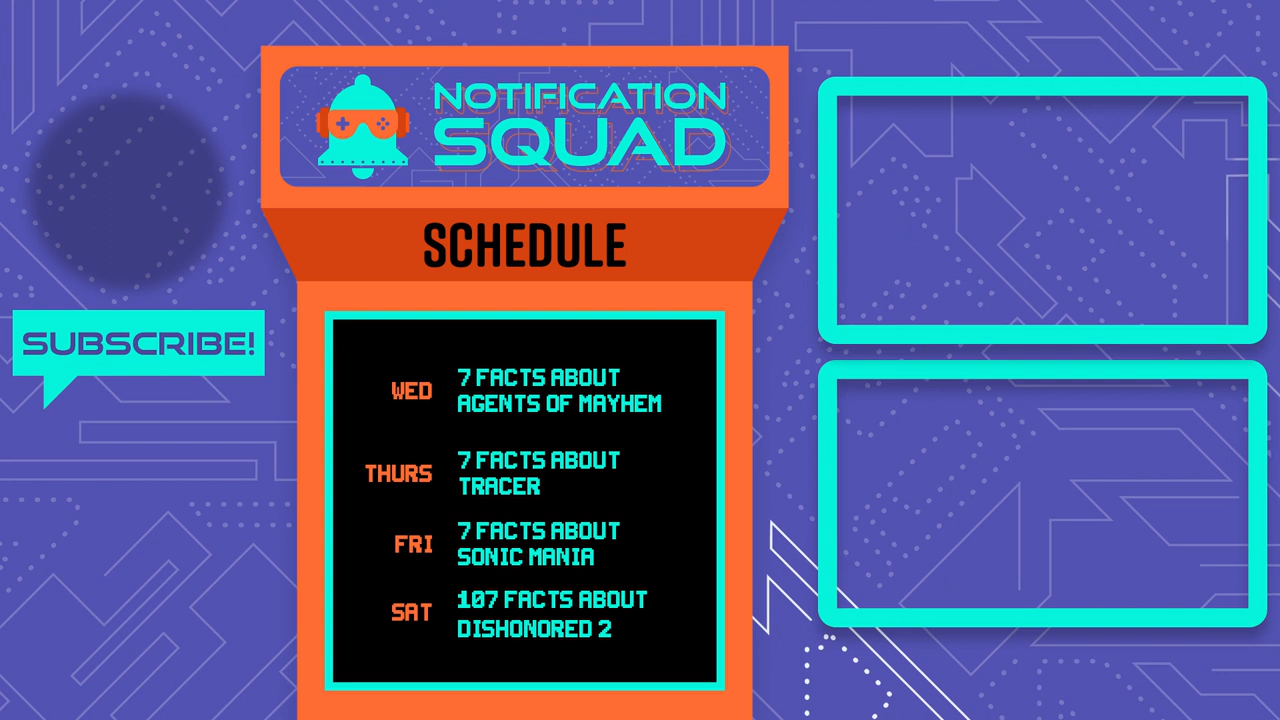 NOTIFICATION
SQUAD
SCHEDULE
SUBSCRIBE!
WED
7 FACTS ABOUT
AGENTS OF MAYHEM
THURS
7 FACTS ABOUT
TRACER
FRI
7 FACTS ABOUT
SONIC MANIA
SAT
107 FACTS ABOUT
DISHONORED 2